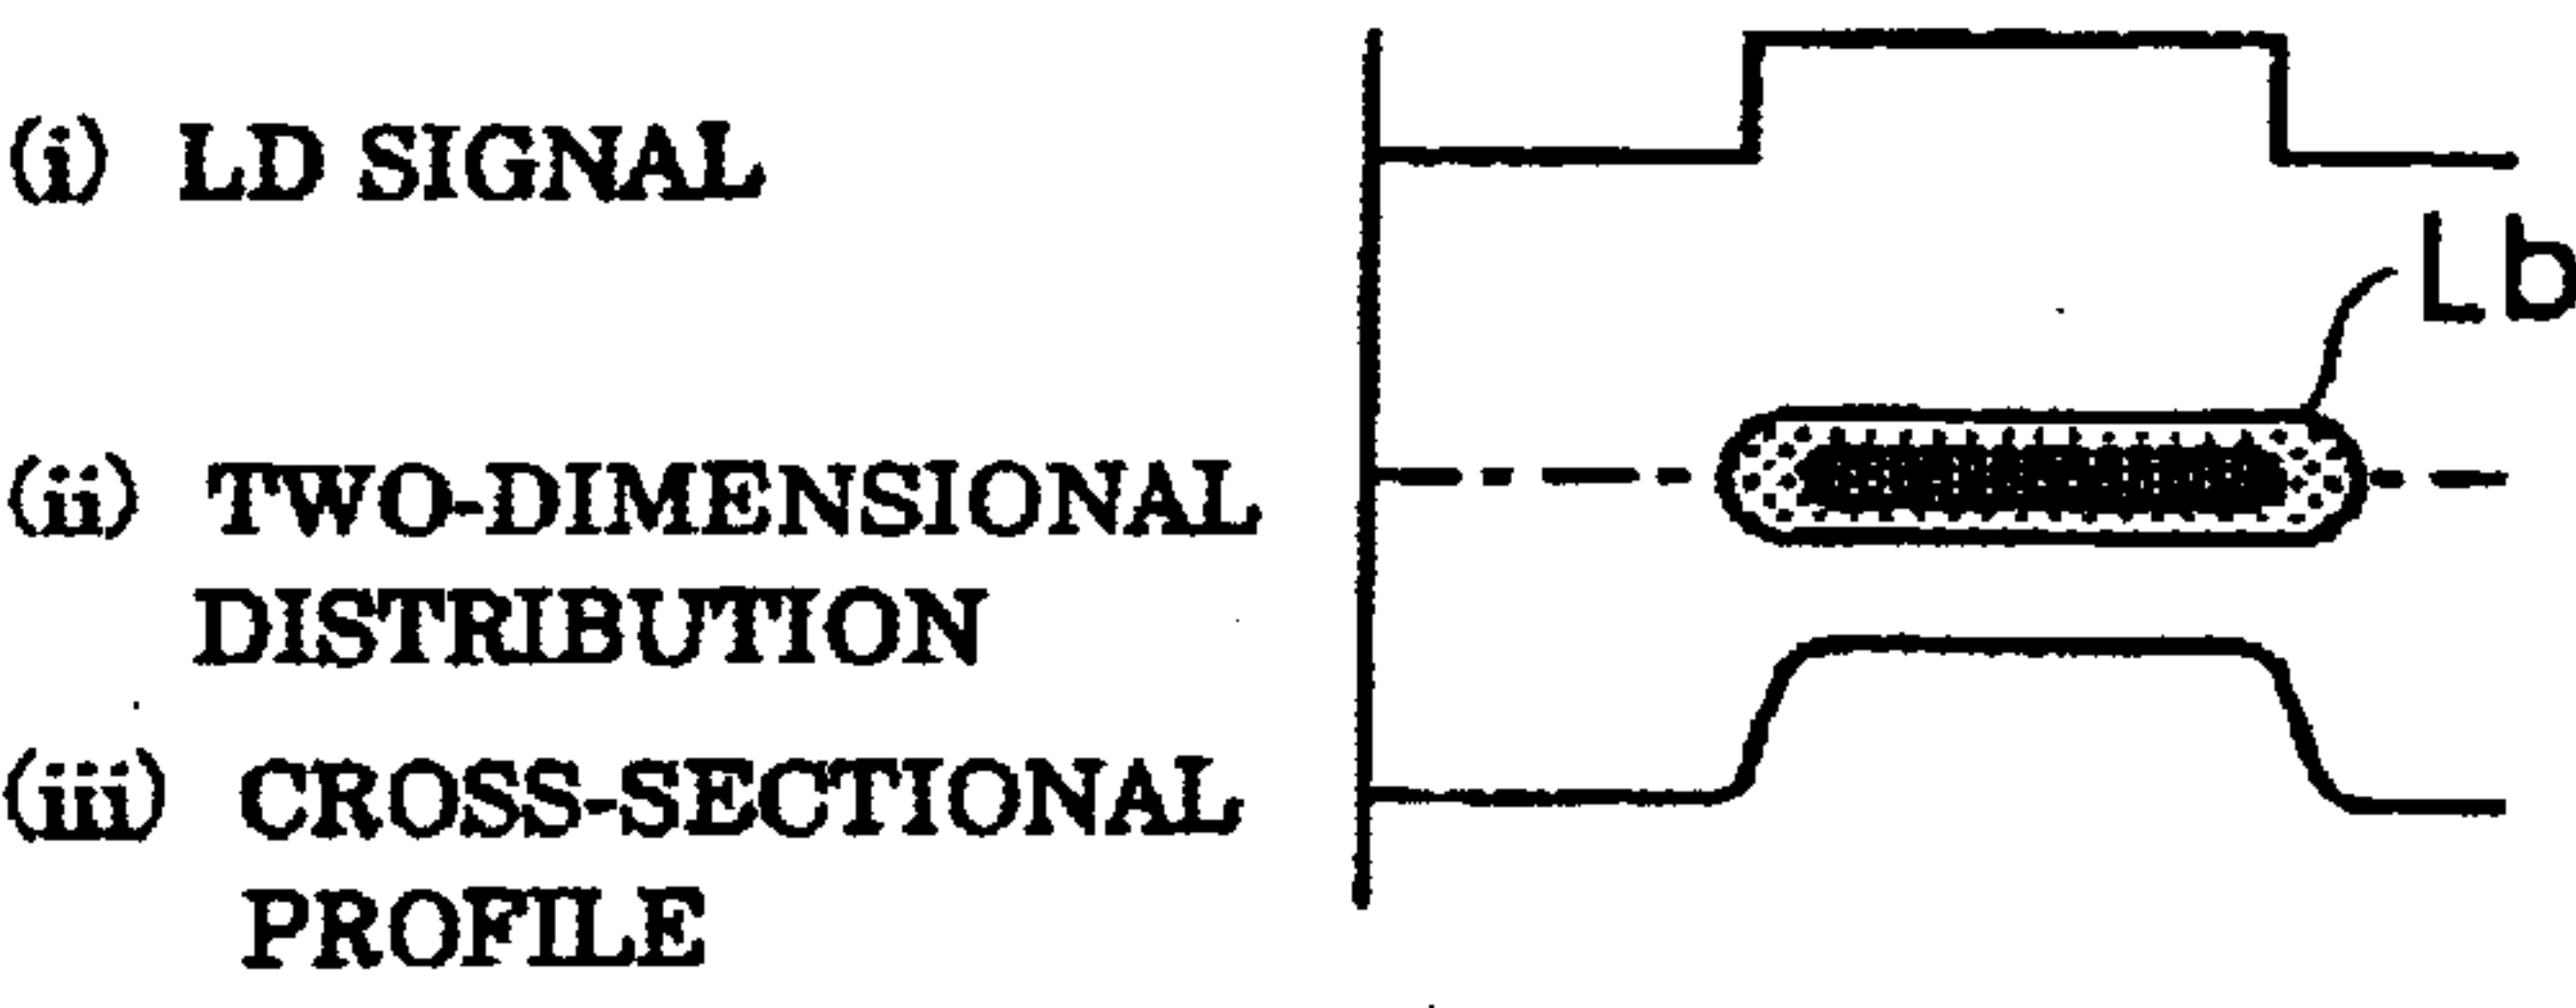 (i) LD SIGNAL
Lb
(ii) TWO-DIMENSIONAL
DISTRIBUTION
(iii) CROSS-SECTIONAL
PROFILE